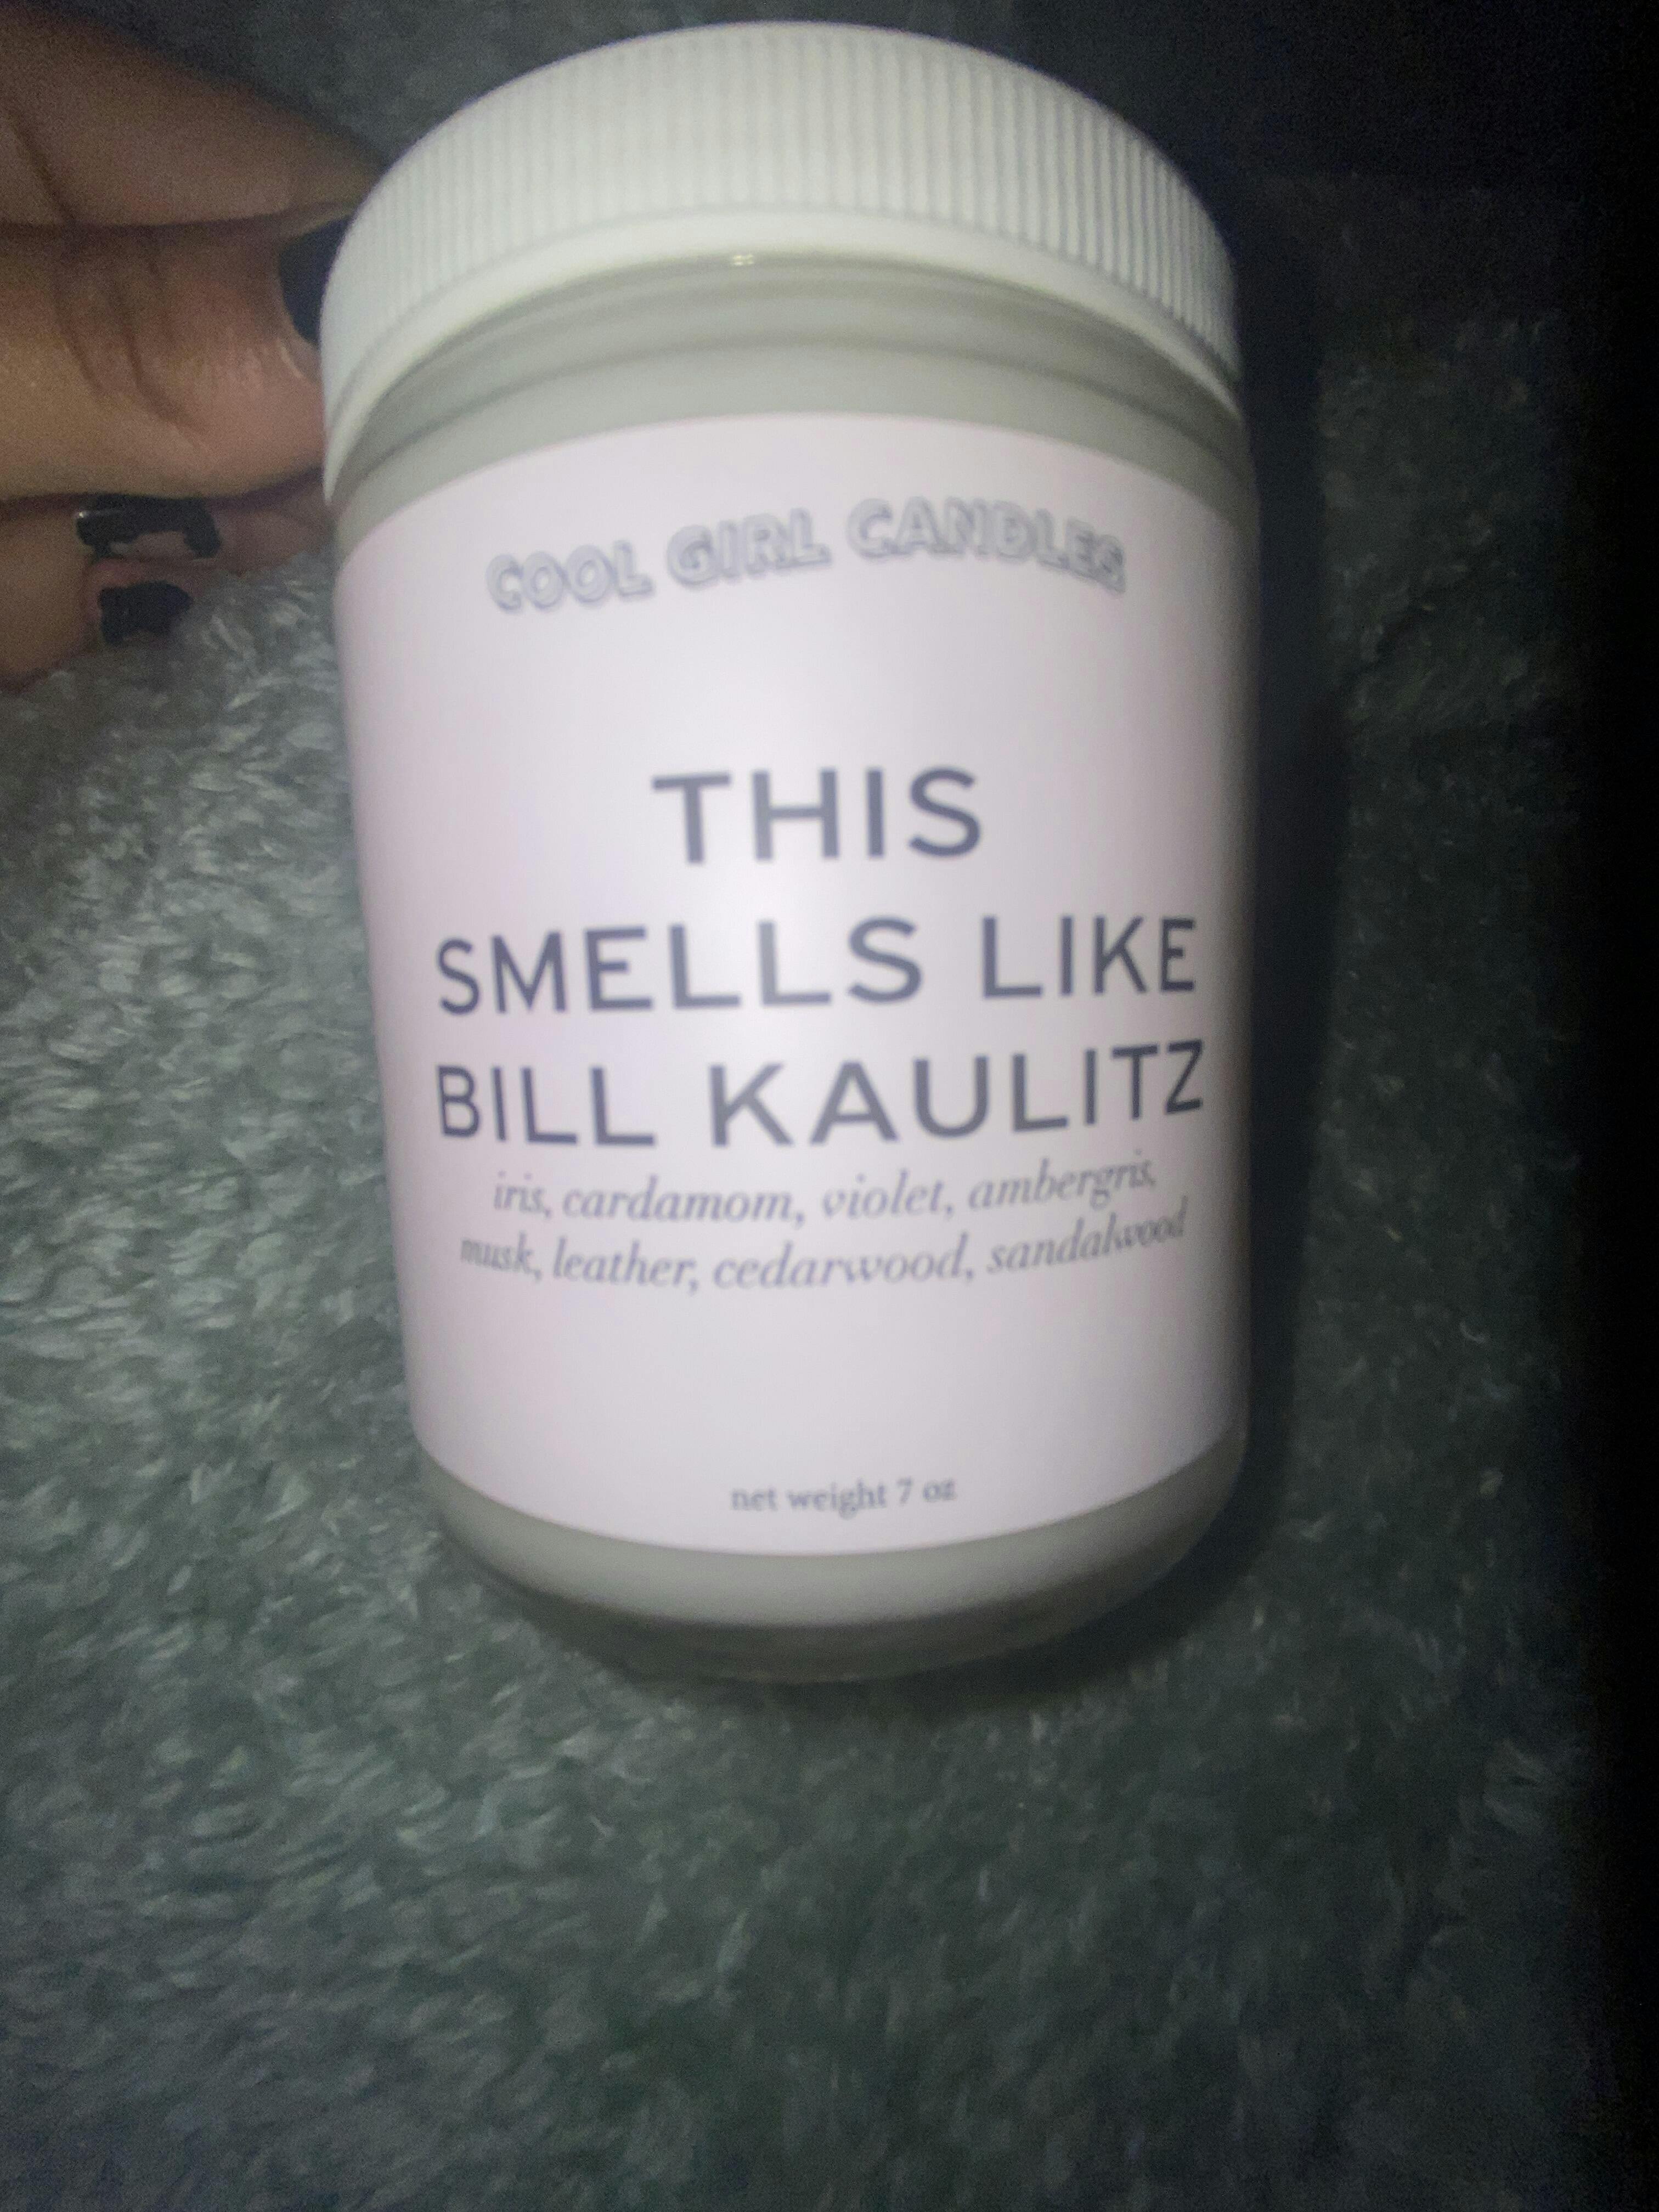 COOL GIRL CANDLES
THIS
SMELLS LIKE
BILL KAULITZ
iris, cardamom, violet, ambergris,
musk, leather, cedarwood, sandalwood
net weight 7 oz